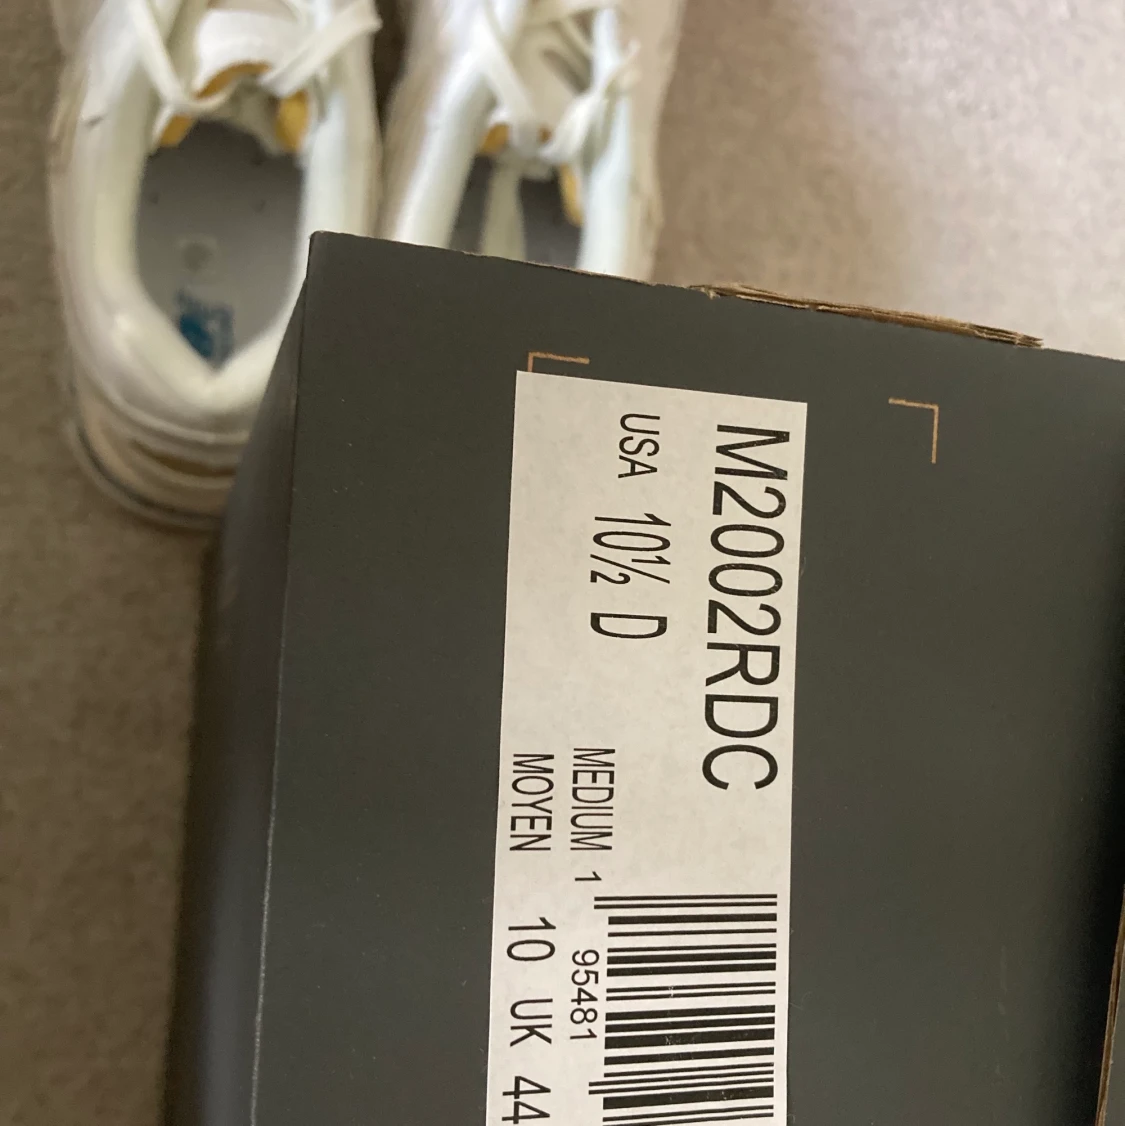 M2002RDC
USA 10½ D
MEDIUM 1 95481
MOYEN 10 UK 44